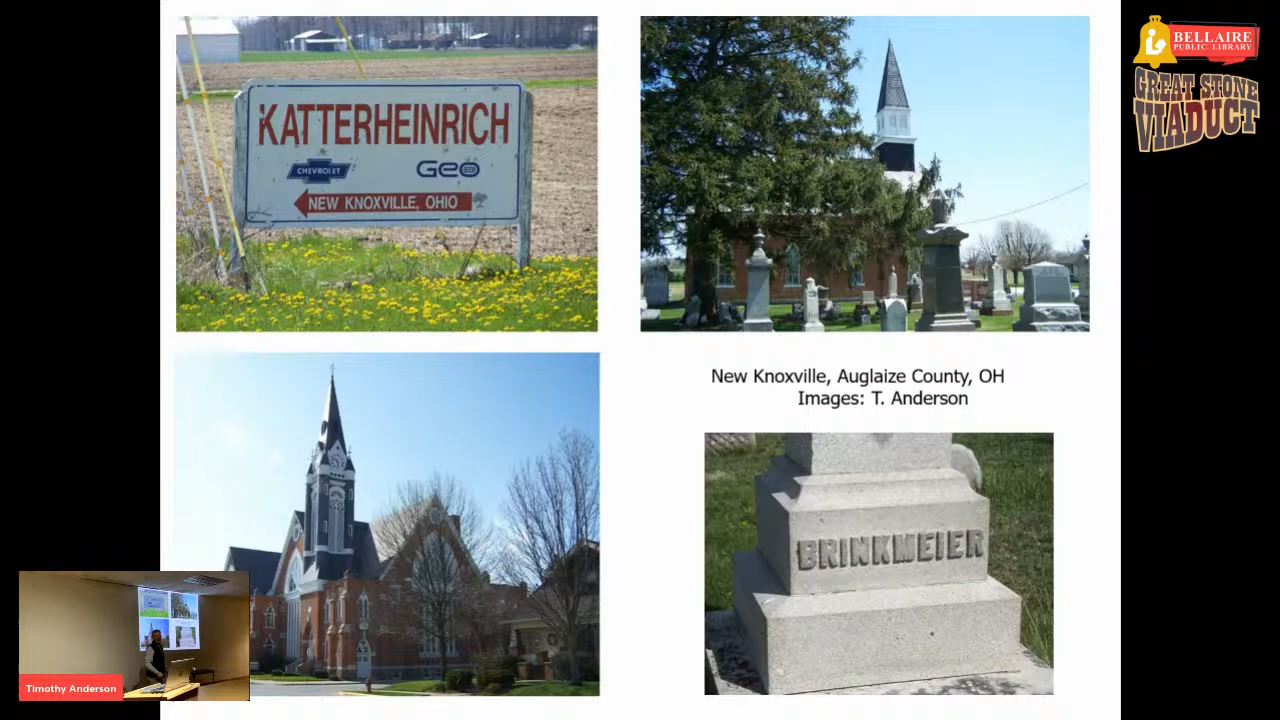 KATTERHEINRICH
CHEVROLET
Geo
NEW KNOXVILLE, OHIO
New Knoxville, Auglaize County, OH
Images: T. Anderson
BRINKMEIER
BELLAIRE
PUBLIC LIBRARY
GREAT STONE
VIADUCT
Timothy Anderson